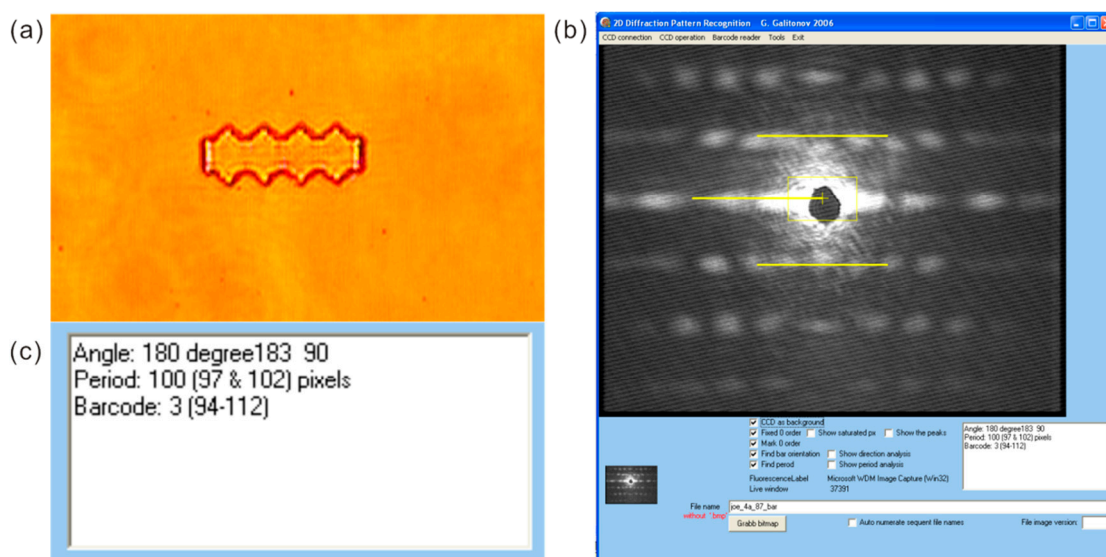 (a)
(b)
2D Diffraction Pattern Recognition G. Galitonov 2006
CCD connection CCD operation Barcode reader Tools Exit
(c)
Angle: 180 degree183 90
Period: 100 (97 & 102) pixels
Barcode: 3 (94-112)
CCD as background
Fixed 0 order Show saturated px Show the peaks
Mark 0 order
Find bar orientation Show direction analysis
Find perod Show period analysis
FluorescenceLabel Microsoft WDM Image Capture (Win32)
Live window 37391
Angle: 180 degree183 90
Period: 100 (97 & 102) pixels
Barcode: 3 (94-112)
File name joe_4a_87_bar
without '.bmp'
Grabb bitmap Auto numerate sequent file names File image version: